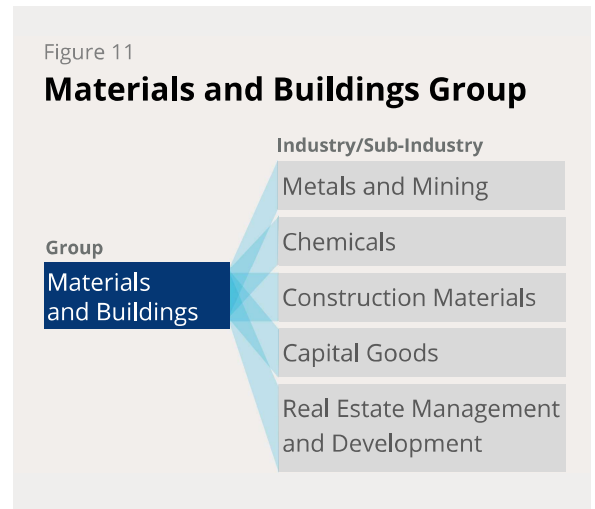 Figure 11
Materials and Buildings Group
Industry/Sub-Industry
Group
Materials
and Buildings
Metals and Mining
Chemicals
Construction Materials
Capital Goods
Real Estate Management
and Development